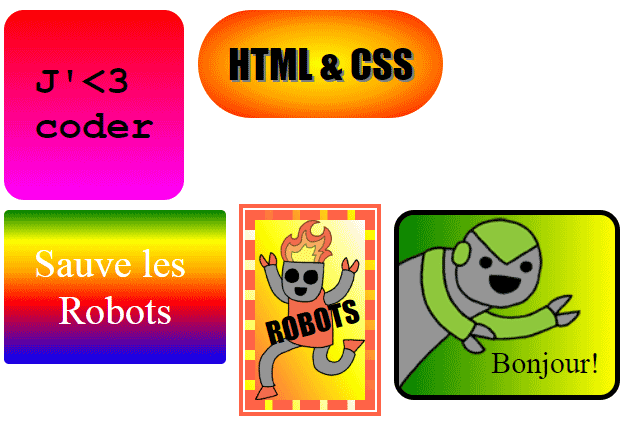 J'<3
coder
HTML & CSS
Sauve les
Robots
ROBOTS
Bonjour!